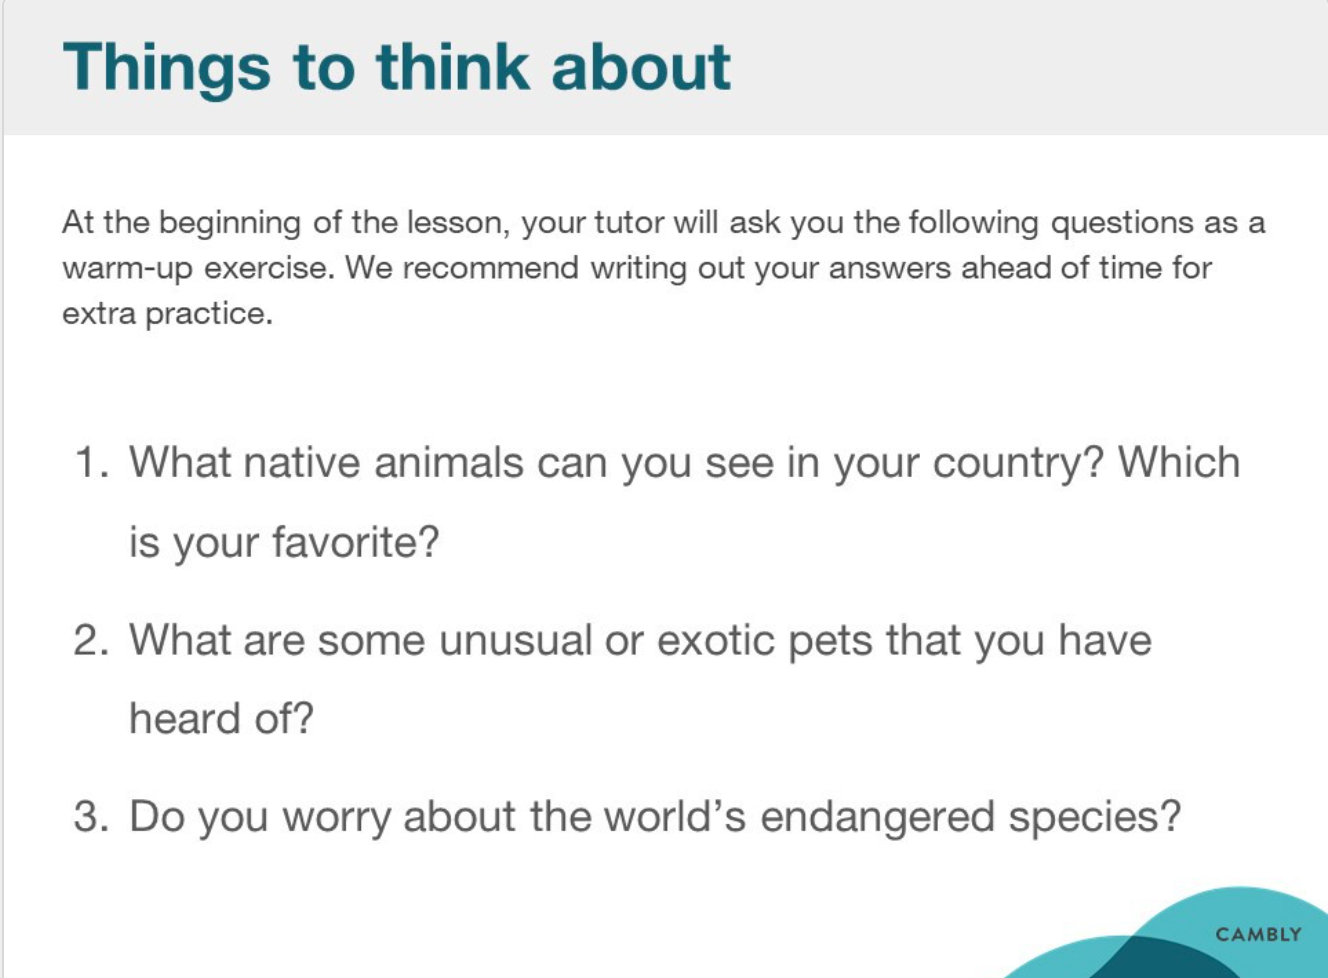 Things to think about
At the beginning of the lesson, your tutor will ask you the following questions as a
warm-up exercise. We recommend writing out your answers ahead of time for
extra practice.
1. What native animals can you see in your country? Which
is your favorite?
2. What are some unusual or exotic pets that you have
heard of?
3. Do you worry about the world’s endangered species?
CAMBLY